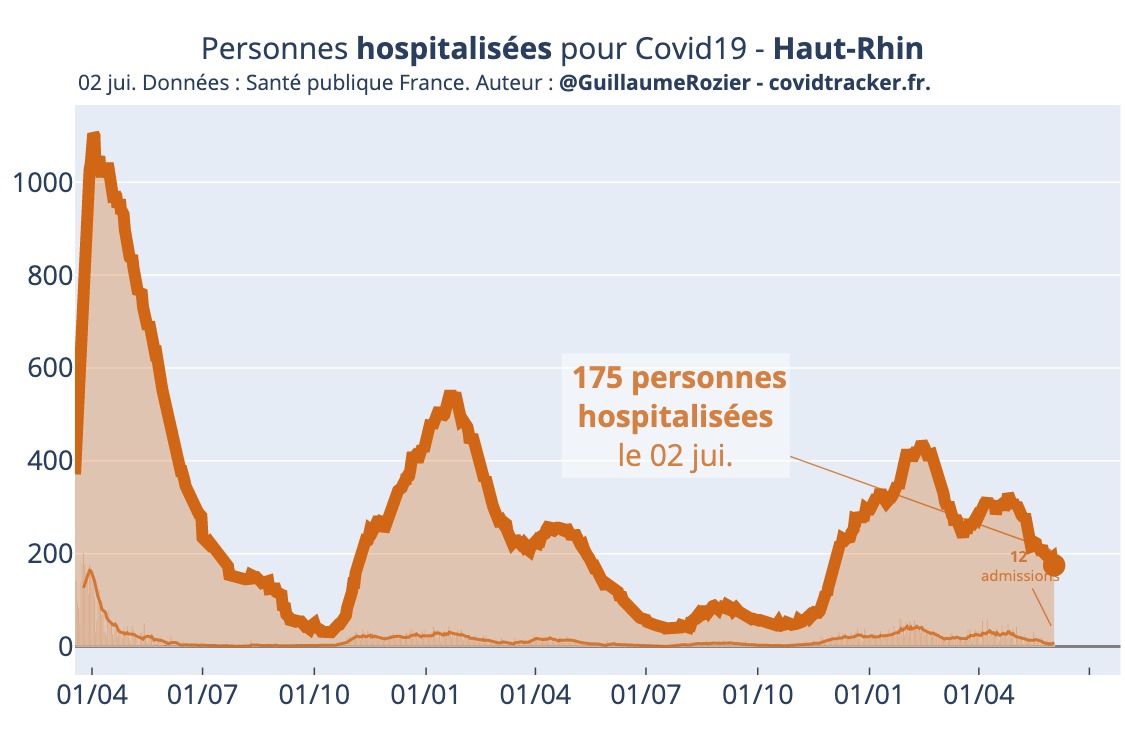 Personnes hospitalisées pour Covid19 - Haut-Rhin
02 jui. Données : Santé publique France. Auteur : @GuillaumeRozier - covidtracker.fr.
1000
800
600
400
200
0
175 personnes
hospitalisées
le 02 jui.
12
admissions
01/04 01/07 01/10 01/01 01/04 01/07 01/10 01/01 01/04